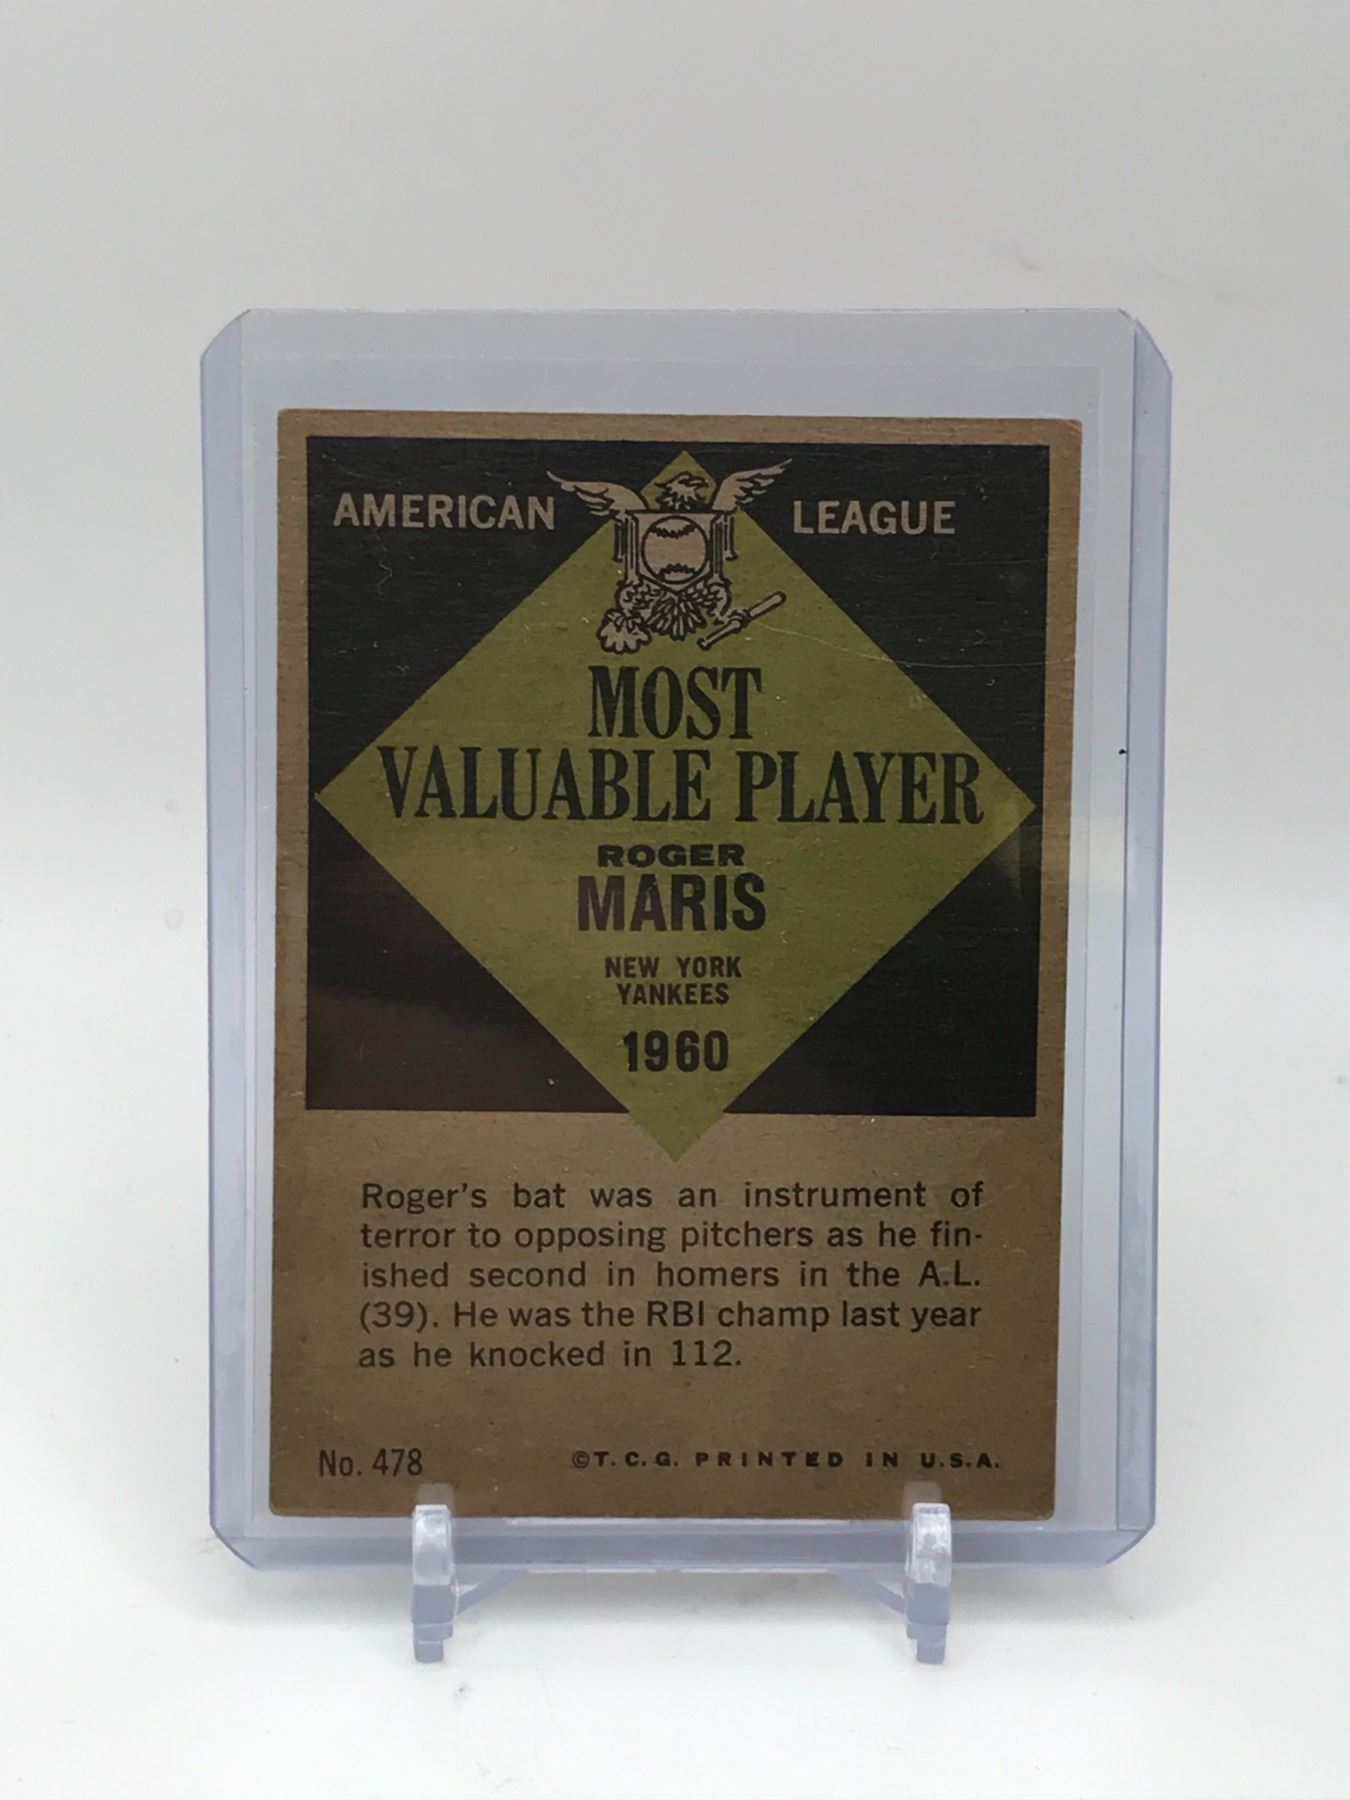 AMERICAN LEAGUE
MOST
VALUABLE PLAYER
ROGER
MARIS
NEW YORK
YANKEES
1960
Roger's bat was an instrument of
terror to opposing pitchers as he fin-
ished second in homers in the A.L.
(39). He was the RBI champ last year
as he knocked in 112.
No. 478 ©T.C.G. PRINTED IN U.S.A.